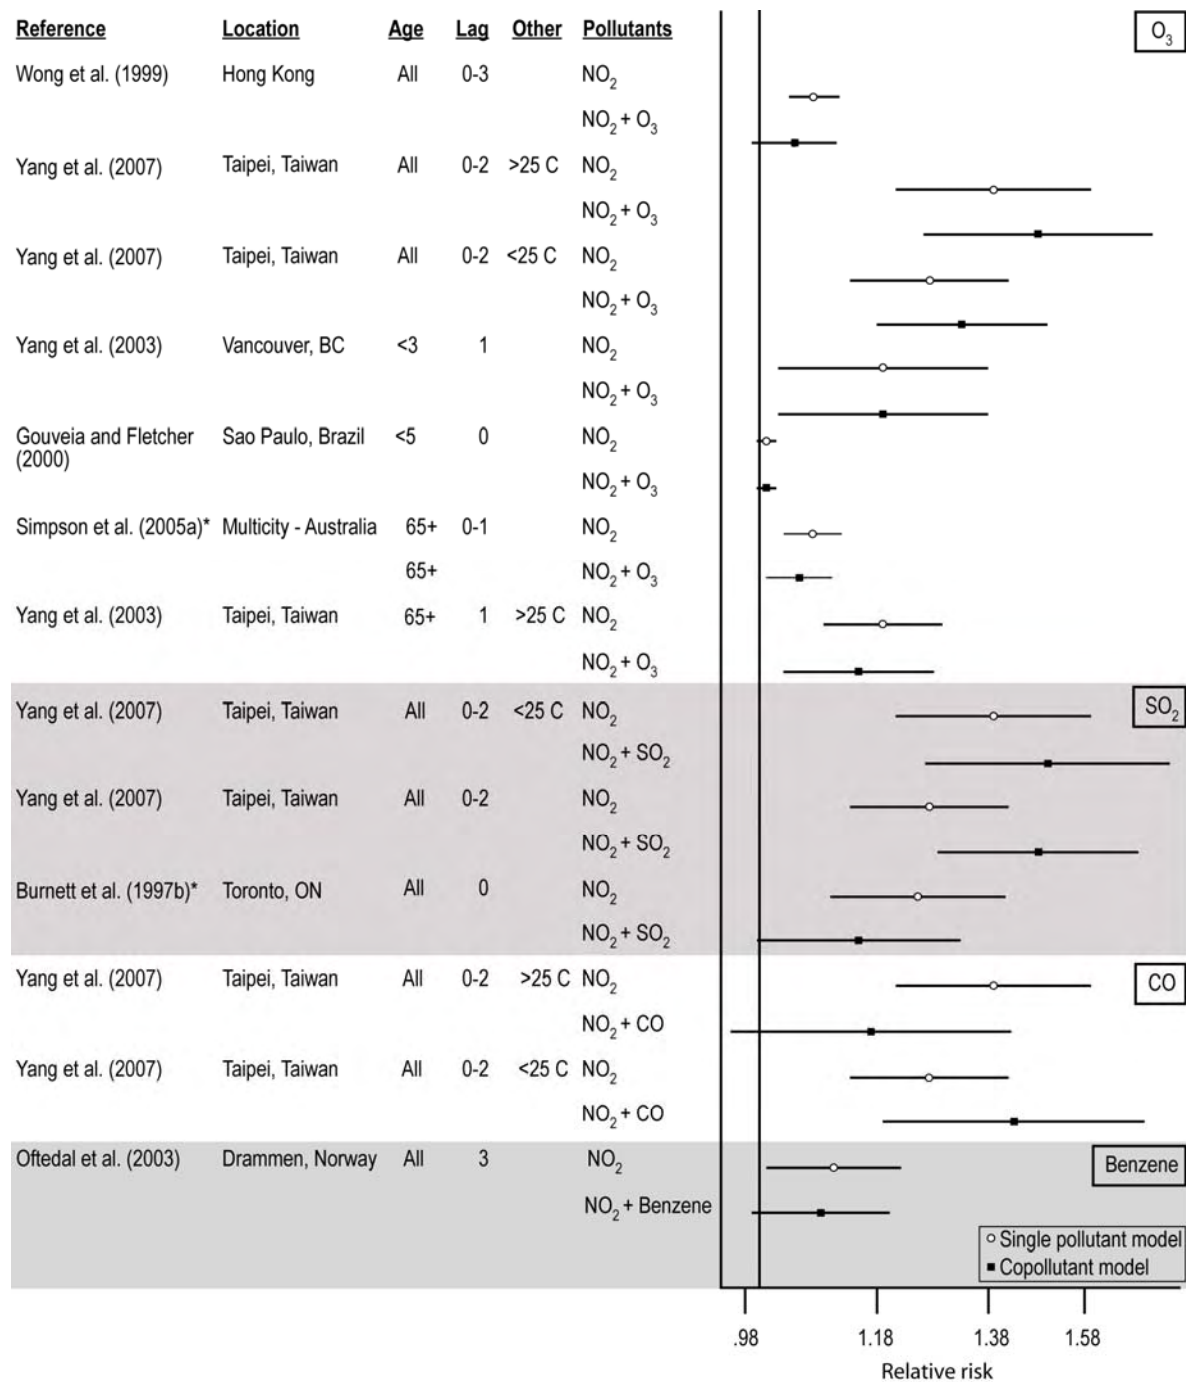 Reference Location Age Lag Other Pollutants O3
Wong et al. (1999) Hong Kong All 0-3 NO2
NO2 + O3
Yang et al. (2007) Taipei, Taiwan All 0-2 >25 C NO2
NO2 + O3
Yang et al. (2007) Taipei, Taiwan All 0-2 <25 C NO2
NO2 + O3
Yang et al. (2003) Vancouver, BC <3 1 NO2
NO2 + O3
Gouveia and Fletcher Sao Paulo, Brazil <5 0 NO2
(2000)
NO2 + O3
Simpson et al. (2005a)* Multicity - Australia 65+ 0-1 NO2
65+ NO2 + O3
Yang et al. (2003) Taipei, Taiwan 65+ 1 >25 C NO2
NO2 + O3
Yang et al. (2007) Taipei, Taiwan All 0-2 <25 C NO2 SO2
NO2 + SO2
Yang et al. (2007) Taipei, Taiwan All 0-2 NO2
NO2 + SO2
Burnett et al. (1997b)* Toronto, ON All 0 NO2
NO2 + SO2
Yang et al. (2007) Taipei, Taiwan All 0-2 >25 C NO2 CO
NO2 + CO
Yang et al. (2007) Taipei, Taiwan All 0-2 <25 C NO2
NO2 + CO
Oftedal et al. (2003) Drammen, Norway All 3 NO2 Benzene
NO2 + Benzene
Single pollutant model
Copollutant model
.98 1.18 1.38 1.58
Relative risk